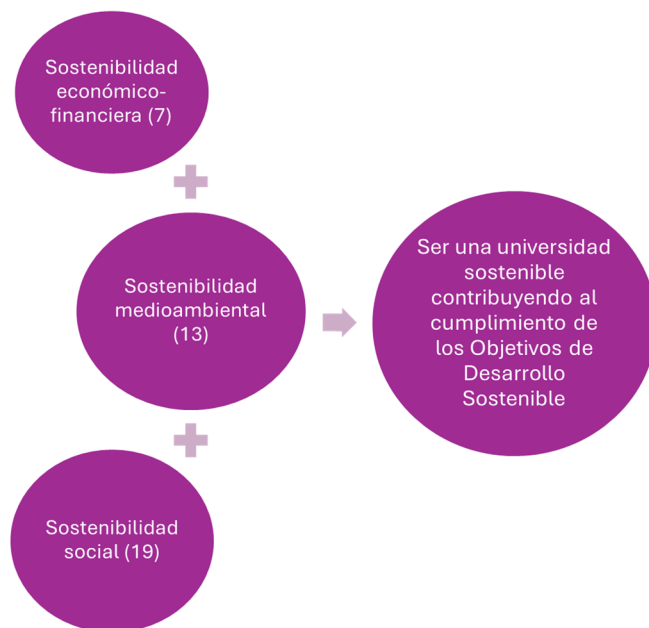 Sostenibilidad
económico-
financiera (7)
Sostenibilidad
medioambiental
(13)
Sostenibilidad
social (19)
Ser una universidad
sostenible
contribuyendo al
cumplimiento de
los Objetivos de
Desarrollo
Sostenible